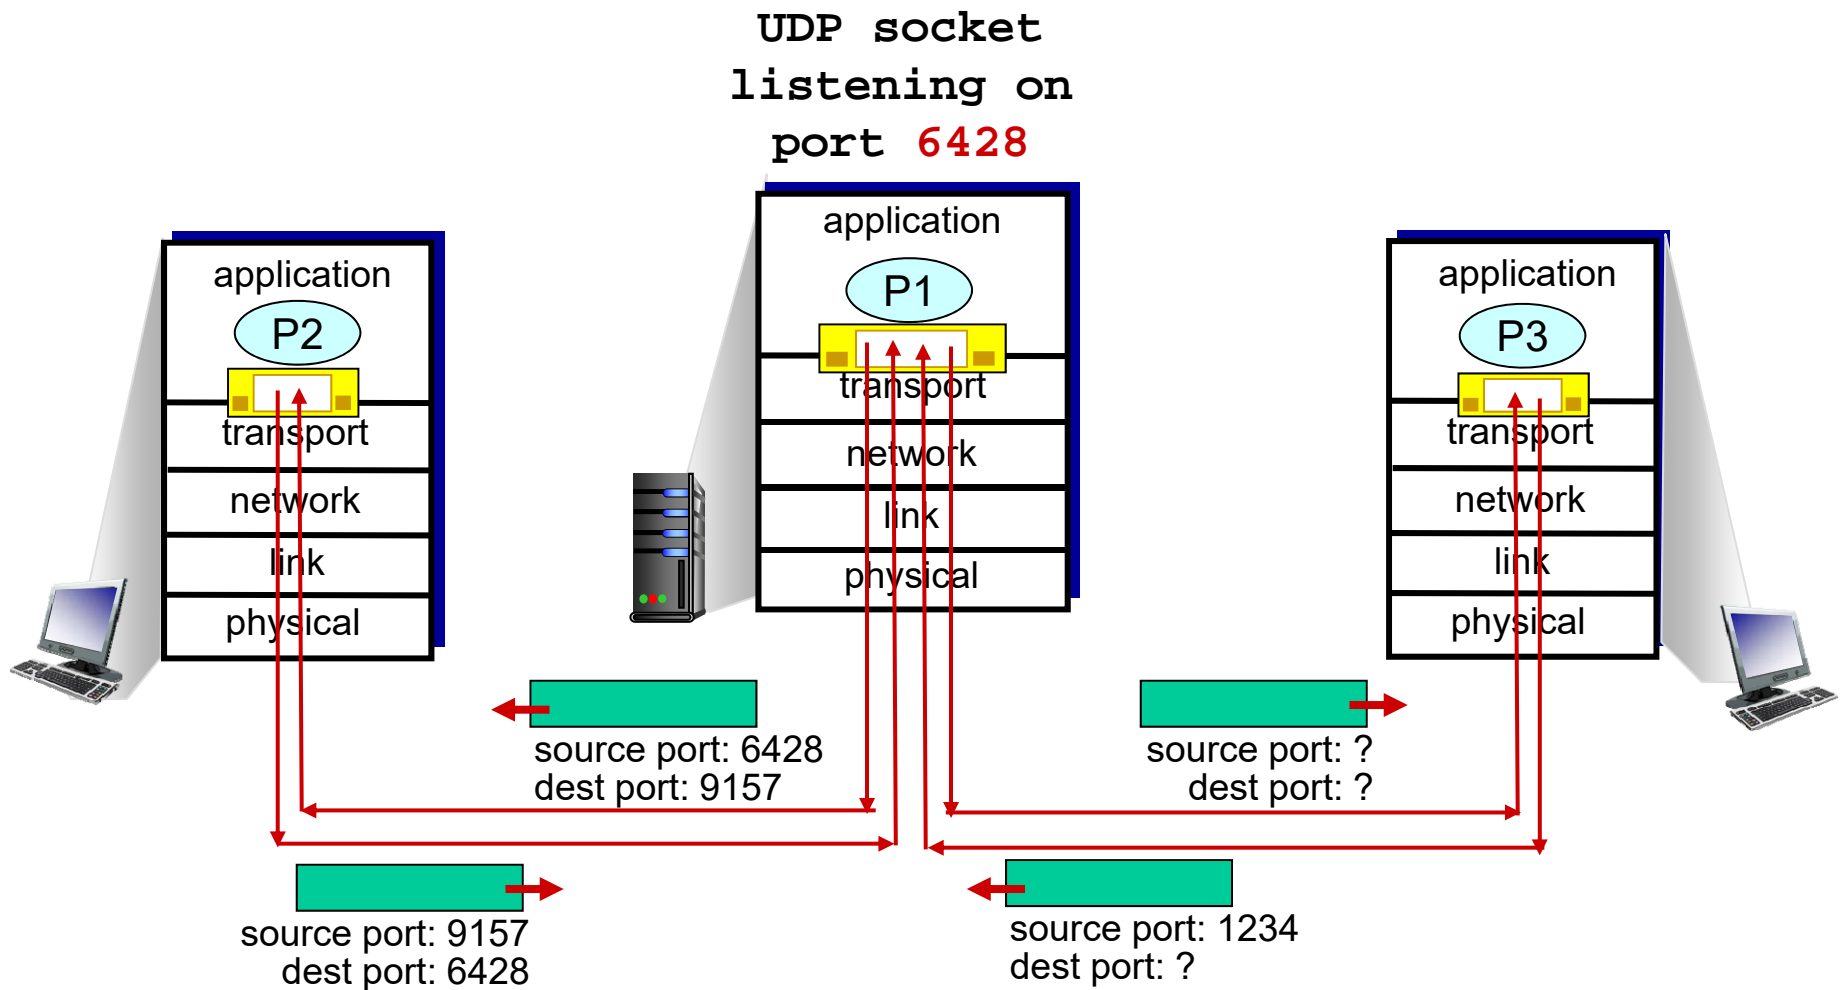 UDP socket
listening on
port 6428
application
P2
transport
network
link
physical
application
P1
transport
network
link
physical
application
P3
transport
network
link
physical
source port: 6428
dest port: 9157
source port: ?
dest port: ?
source port: 9157
dest port: 6428
source port: 1234
dest port: ?